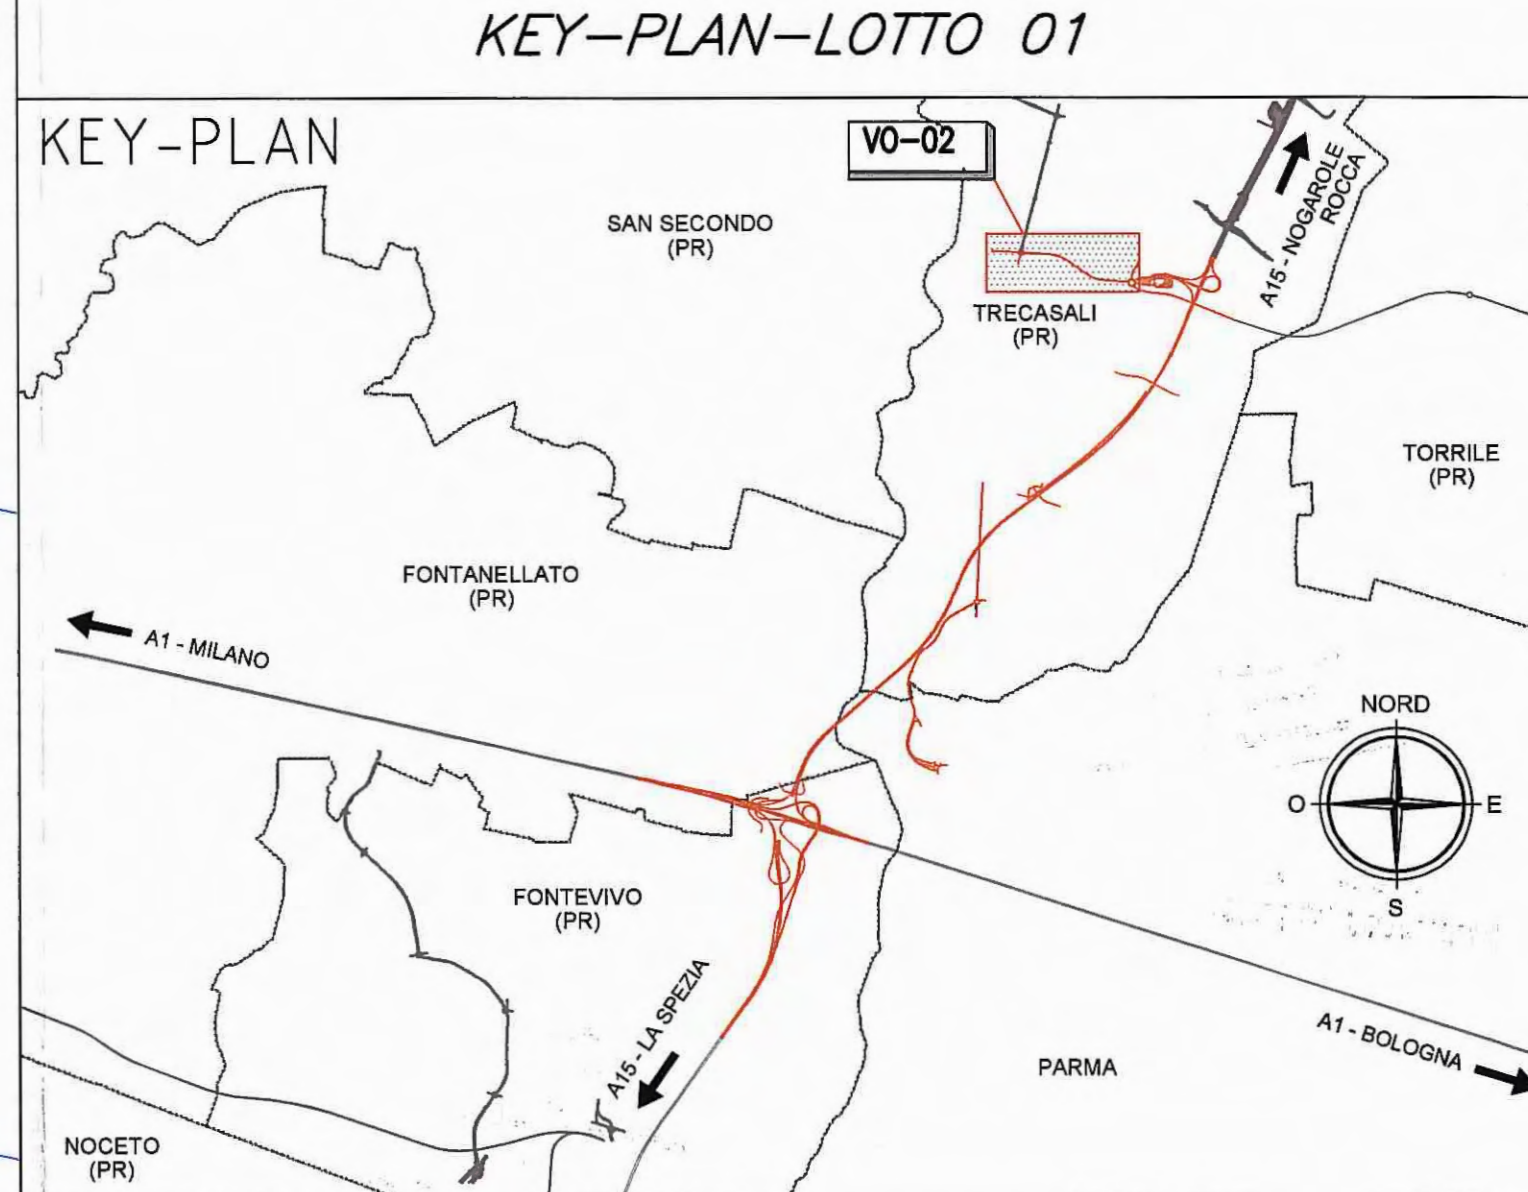 KEY-PLAN-LOTTO 01
KEY-PLAN
VO-02
A15 - NOGAROLE
ROCCA
SAN SECONDO
(PR)
TRECASALI
(PR)
TORRILE
(PR)
FONTANELLATO
(PR)
A1 - MILANO
NORD
O
E
S
FONTEVIVO
(PR)
A15 - LA SPEZIA
A1 - BOLOGNA
PARMA
NOCETO
(PR)